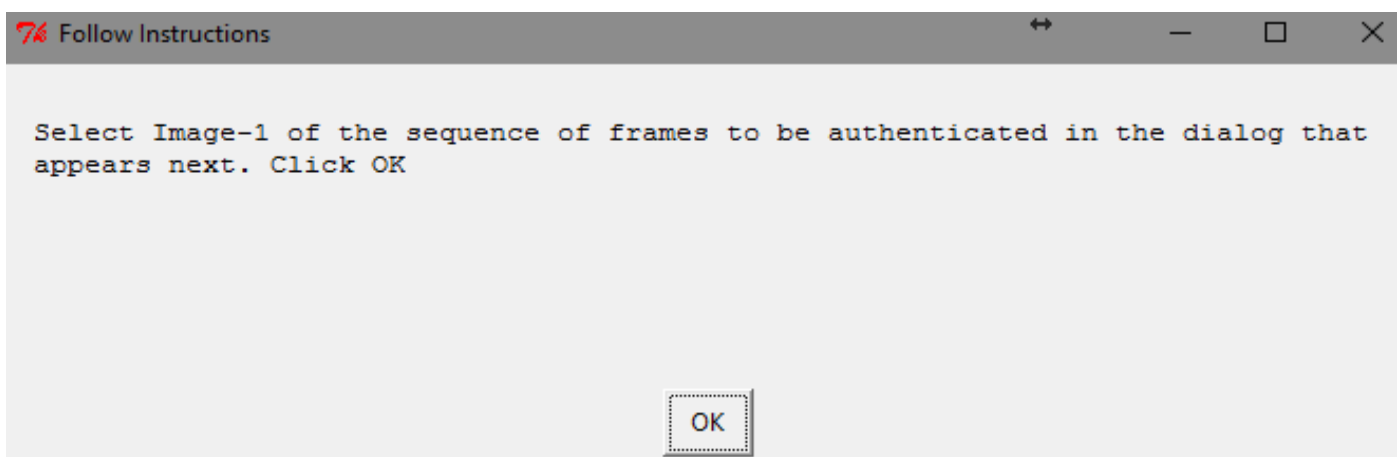 Follow Instructions
Select Image-1 of the sequence of frames to be authenticated in the dialog that
appears next. Click OK
OK